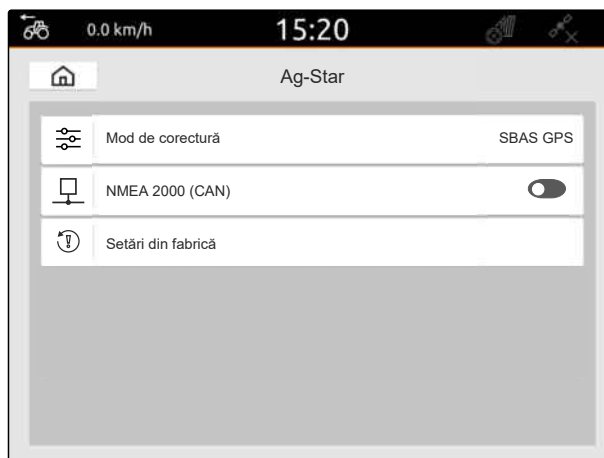 0.0 km/h 15:20
Ag-Star
Mod de corectură SBAS GPS
NMEA 2000 (CAN)
Setări din fabrică